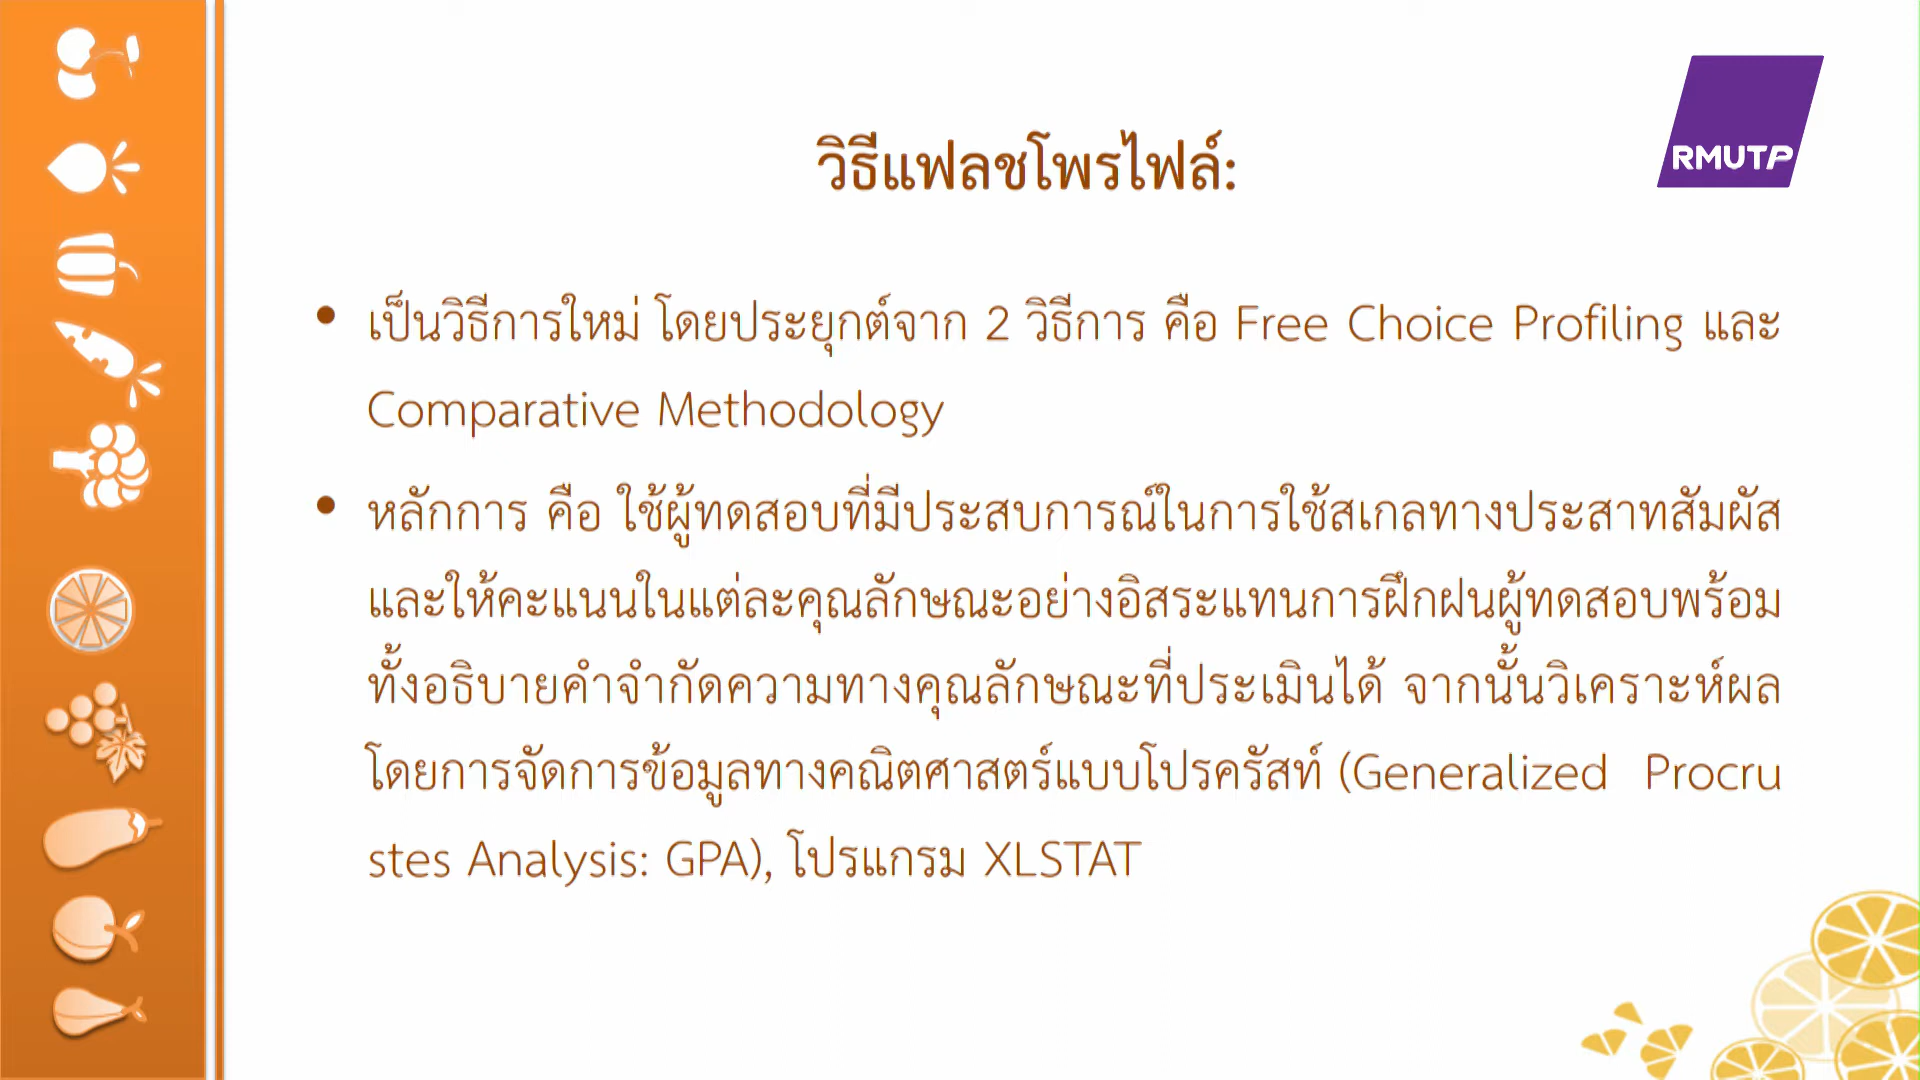 RMUTP
วิธีแฟลชโพรไฟล์:
• เป็นวิธีการใหม่ โดยประยุกต์จาก 2 วิธีการ คือ Free Choice Profiling และ
Comparative Methodology
• หลักการ คือ ใช้ผู้ทดสอบที่มีประสบการณ์ในการใช้สเกลทางประสาทสัมผัส
และให้คะแนนในแต่ละคุณลักษณะอย่างอิสระแทนการฝึกฝนผู้ทดสอบพร้อม
ทั้งอธิบายคำจำกัดความทางคุณลักษณะที่ประเมินได้ จากนั้นวิเคราะห์ผล
โดยการจัดการข้อมูลทางคณิตศาสตร์แบบโปรครัสท์ (Generalized Procru
stes Analysis: GPA), โปรแกรม XLSTAT